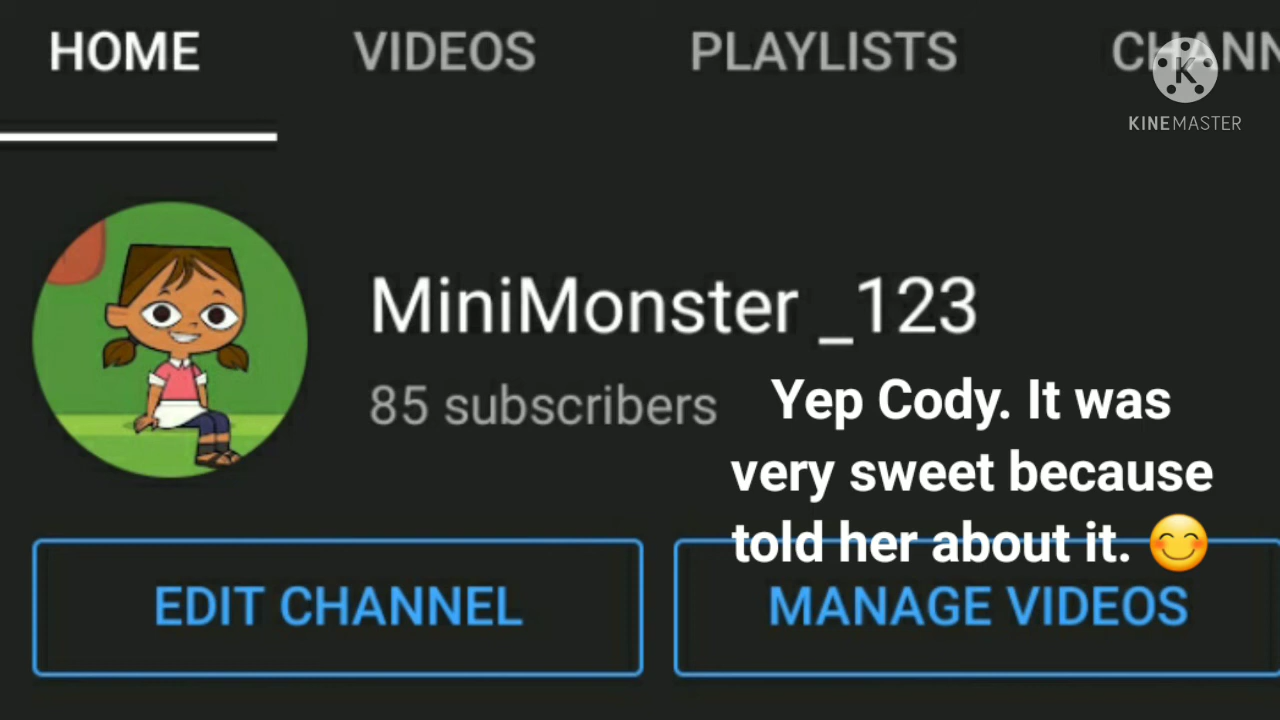 HOME VIDEOS PLAYLISTS CHANN
K
KINEMASTER
MiniMonster _123
85 subscribers
Yep Cody. It was
very sweet because
told her about it. 😊
EDIT CHANNEL MANAGE VIDEOS